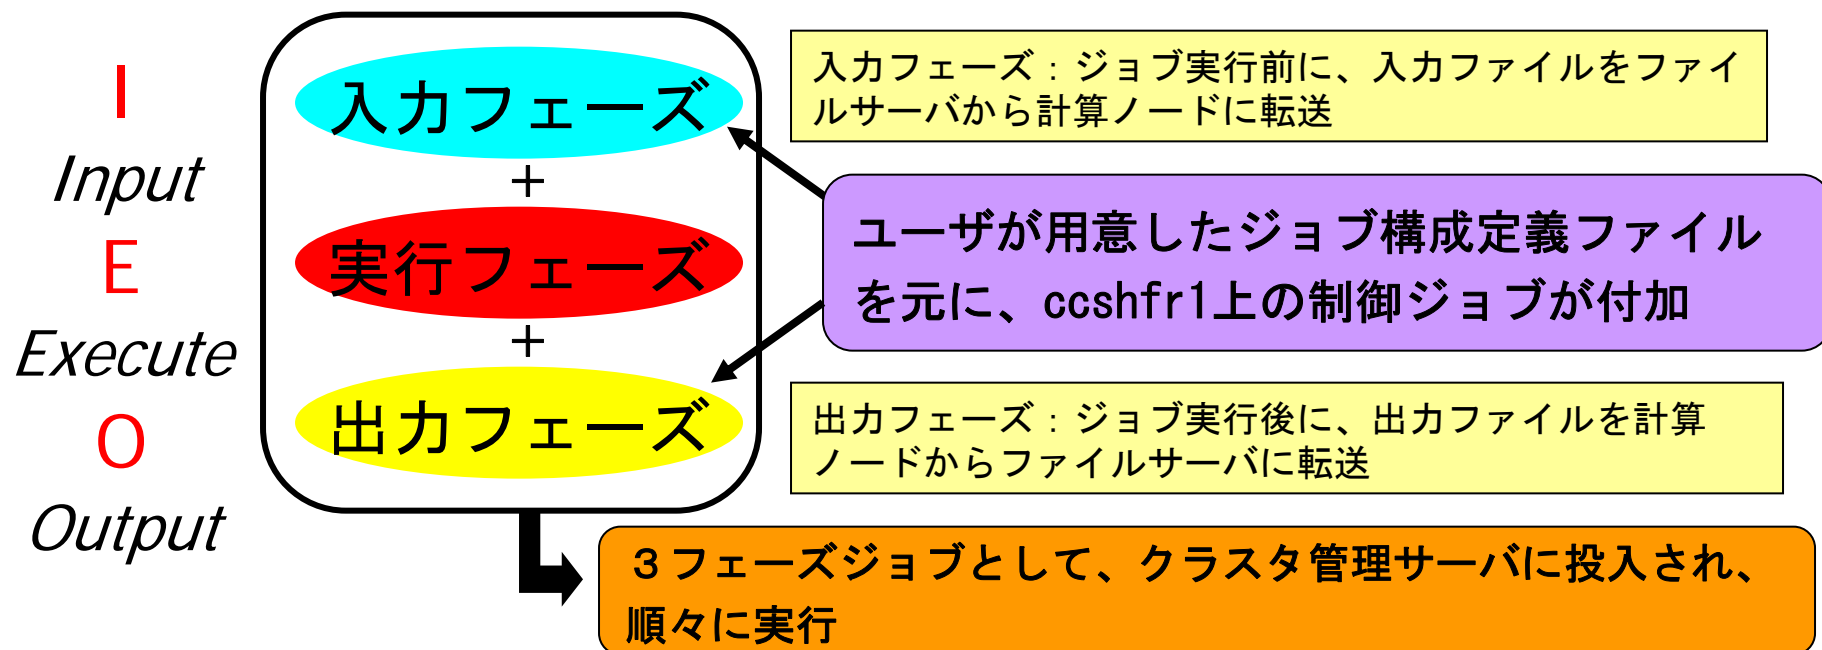 I
Input
E
Execute
O
Output
入力フェーズ
+
実行フェーズ
+
出力フェーズ
入力フェーズ：ジョブ実行前に、入力ファイルをファイ
ルサーバから計算ノードに転送
ユーザが用意したジョブ構成定義ファイル
を元に、ccshfr1上の制御ジョブが付加
出力フェーズ：ジョブ実行後に、出力ファイルを計算
ノードからファイルサーバに転送
３フェーズジョブとして、クラスタ管理サーバに投入され、
順々に実行